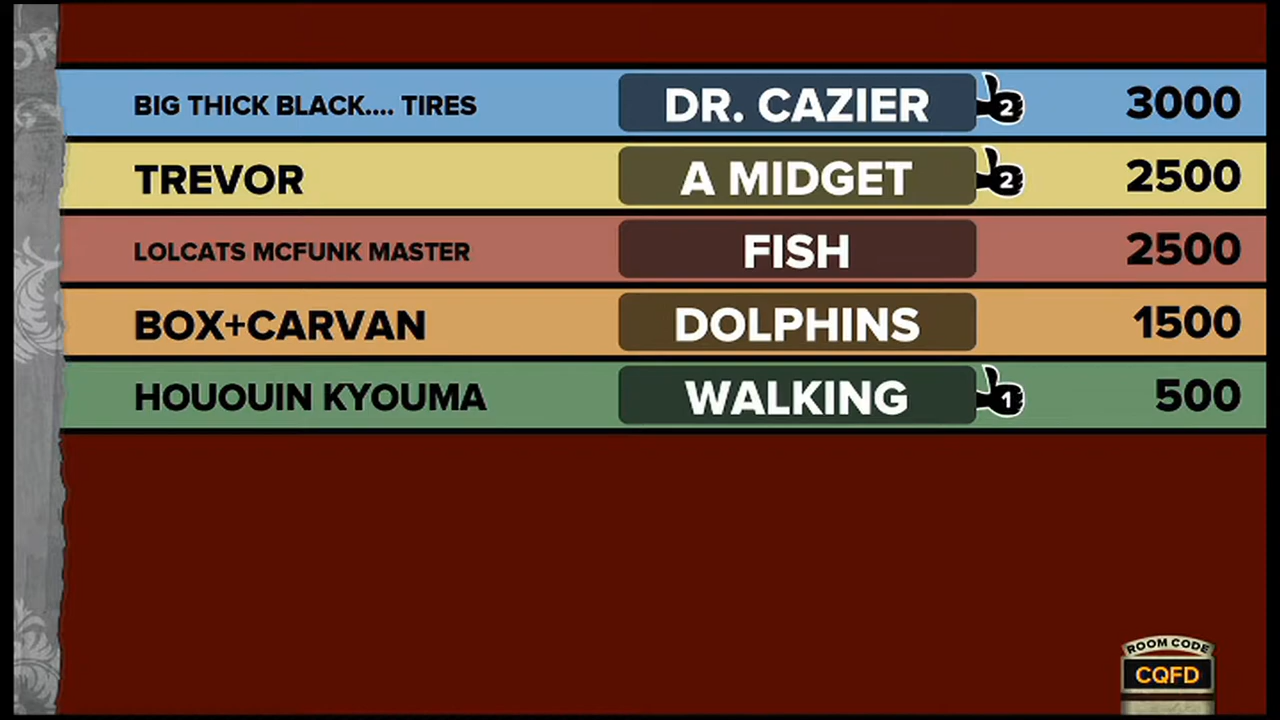 BIG THICK BLACK.... TIRES DR. CAZIER 2 3000
TREVOR A MIDGET 2 2500
LOLCATS MCFUNK MASTER FISH 2500
BOX+CARVAN DOLPHINS 1500
HOUOUIN KYOUMA WALKING 1 500
ROOM CODE
CQFD